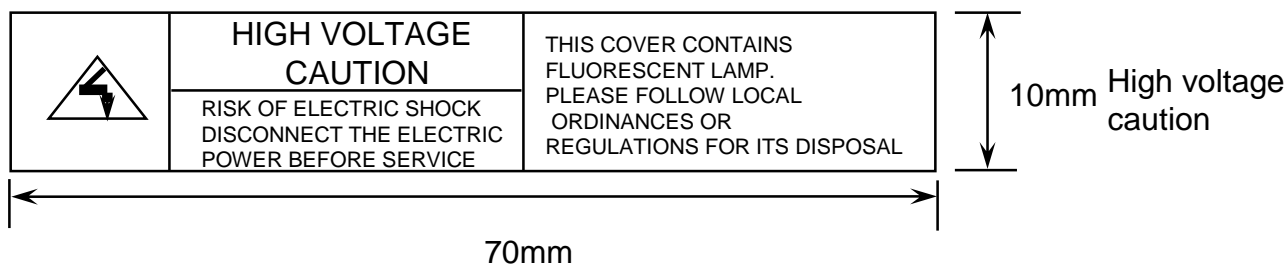 HIGH VOLTAGE
CAUTION
RISK OF ELECTRIC SHOCK
DISCONNECT THE ELECTRIC
POWER BEFORE SERVICE
THIS COVER CONTAINS
FLUORESCENT LAMP.
PLEASE FOLLOW LOCAL
ORDINANCES OR
REGULATIONS FOR ITS DISPOSAL
10mm
High voltage
caution
70mm